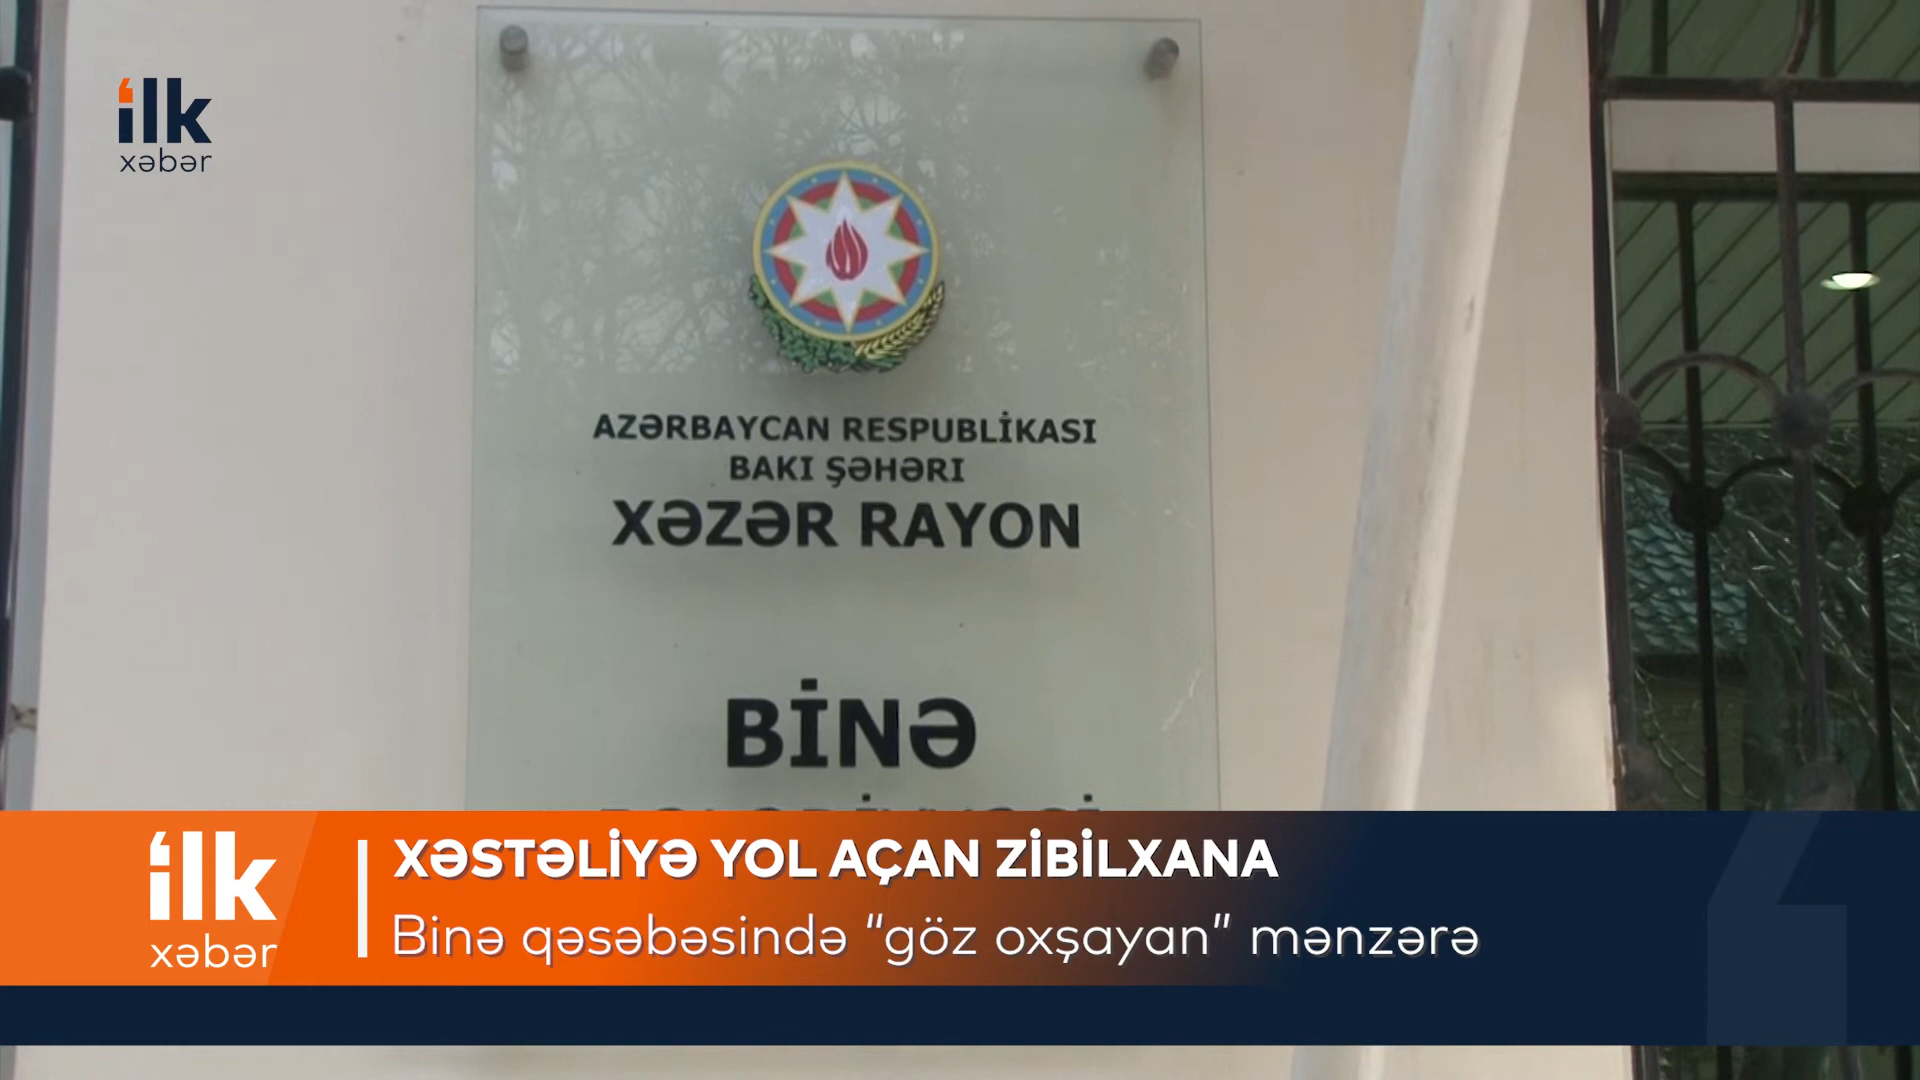 ilk
xəbər
AZƏRBAYCAN RESPUBLİKASI
BAKI ŞƏHƏRI
XƏZƏR RAYON
BİNƏ
ilk
xəbər
XƏSTƏLİYƏ YOL AÇAN ZİBİLXANA
Binə qəsəbəsində "göz oxşayan" mənzərə